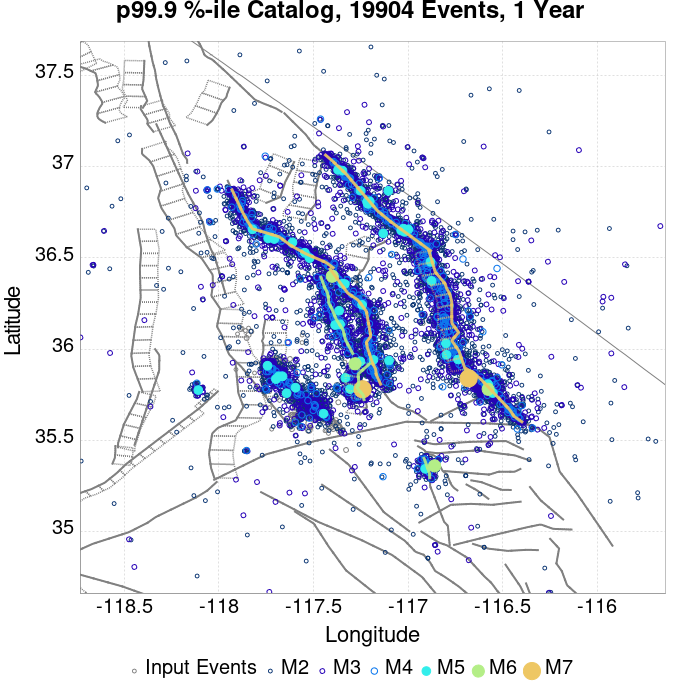 p99.9 %-ile Catalog, 19904 Events, 1 Year
37.5
37
36.5
36
35.5
35
Latitude
-118.5 -118 -117.5 -117 -116.5 -116
Longitude
Input Events M2 M3 M4 M5 M6 M7